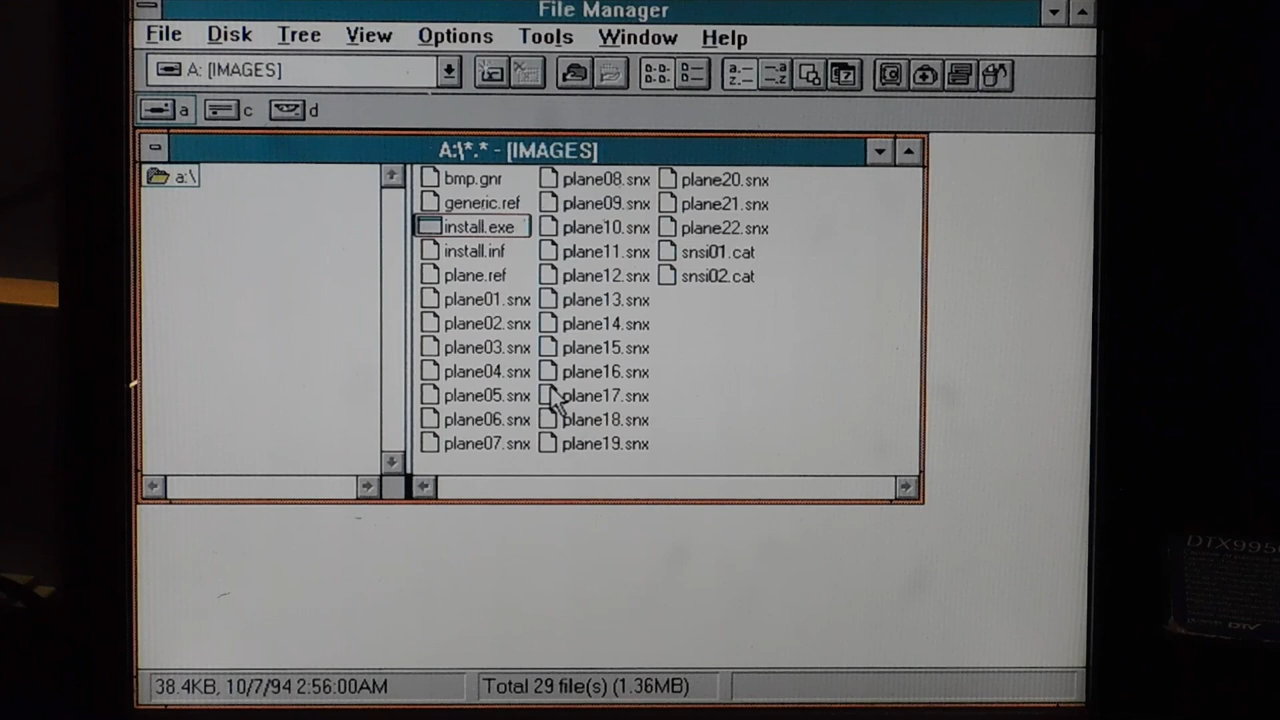 File Manager
File Disk Tree View Options Tools Window Help
A: [IMAGES]
a c d
A:\*.* - [IMAGES]
a:\
bmp.gnr plane08.snx plane20.snx
generic.ref plane09.snx plane21.snx
install.exe plane10.snx plane22.snx
install.inf plane11.snx snsi01.cat
plane.ref plane12.snx snsi02.cat
plane01.snx plane13.snx
plane02.snx plane14.snx
plane03.snx plane15.snx
plane04.snx plane16.snx
plane05.snx plane17.snx
plane06.snx plane18.snx
plane07.snx plane19.snx
38.4KB, 10/7/94 2:56:00AM Total 29 file(s) (1.36MB)